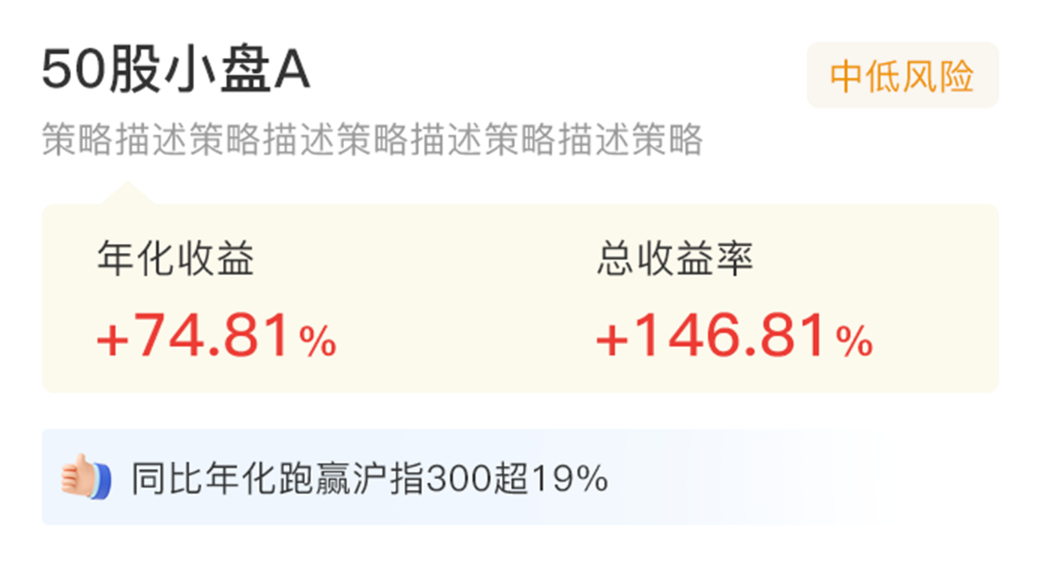 50股小盘A
中低风险
策略描述策略描述策略描述策略描述策略
年化收益
总收益率
+74.81%
+146.81%
同比年化跑赢沪指300超19%